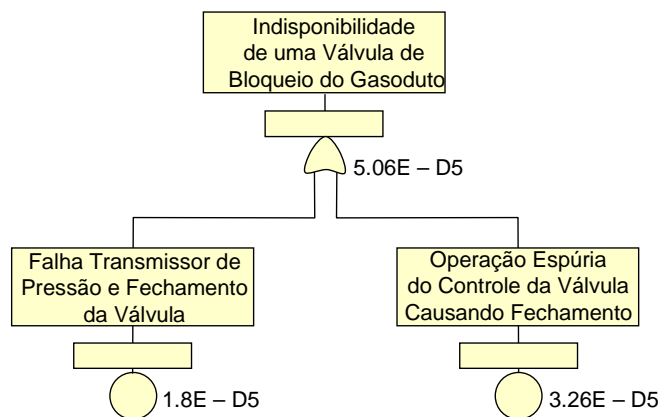 Indisponibilidade
de uma Válvula de
Bloqueio do Gasoduto
5.06E – D5
Falha Transmissor de
Pressão e Fechamento
da Válvula
Operação Espúria
do Controle da Válvula
Causando Fechamento
1.8E – D5
3.26E – D5